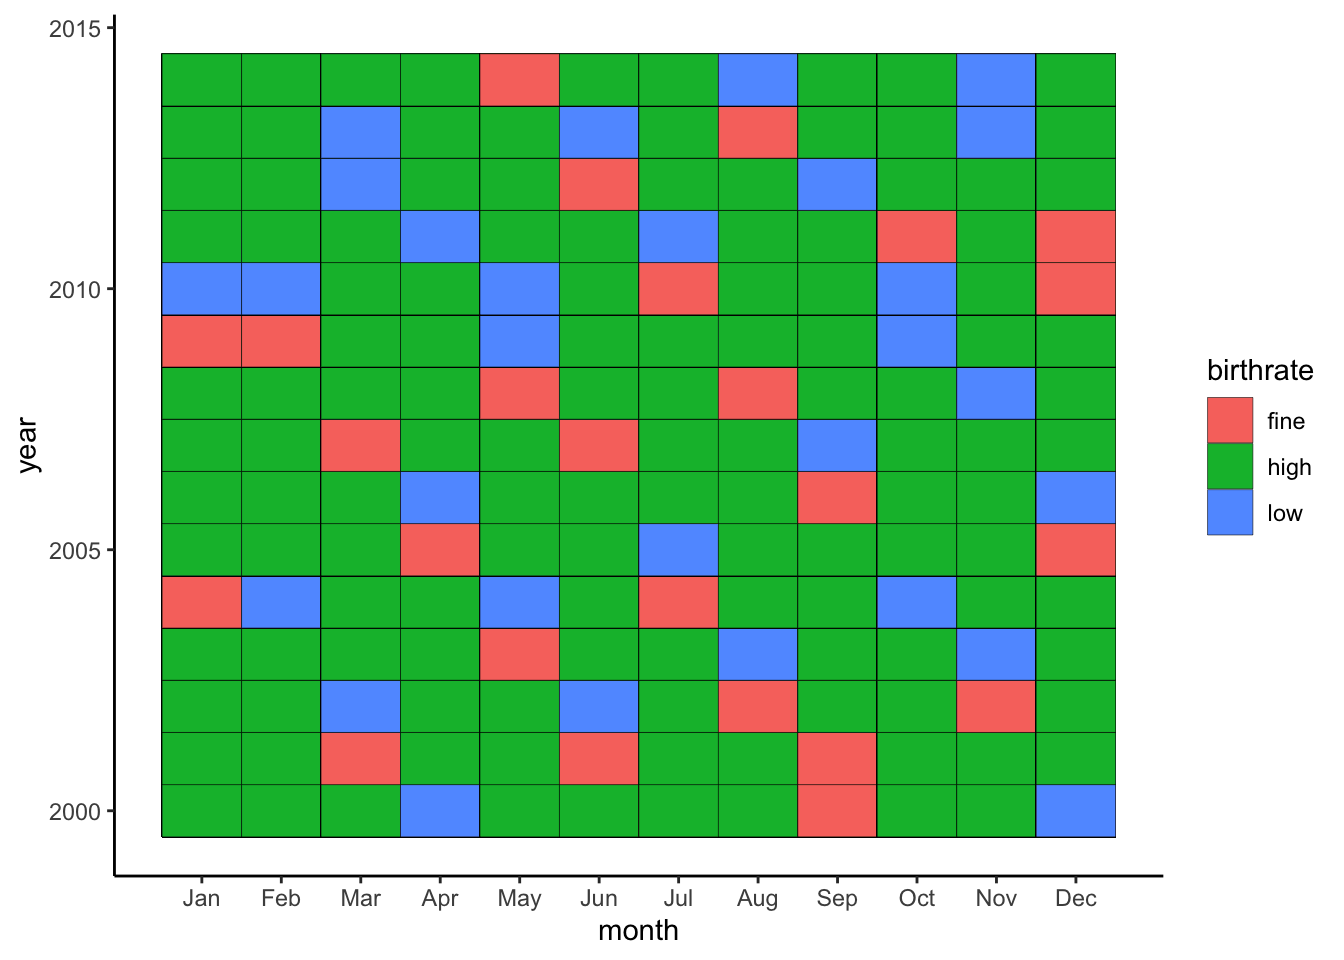 2015
2010
2005
2000
year
Jan Feb Mar Apr May Jun Jul Aug Sep Oct Nov Dec
month
birthrate
fine
high
low